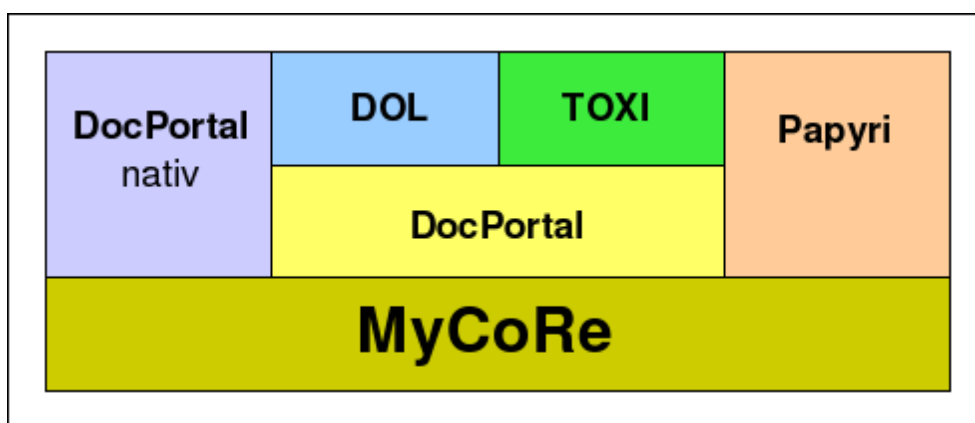 DocPortal
nativ
DOL
TOXI
Papyri
DocPortal
MyCoRe